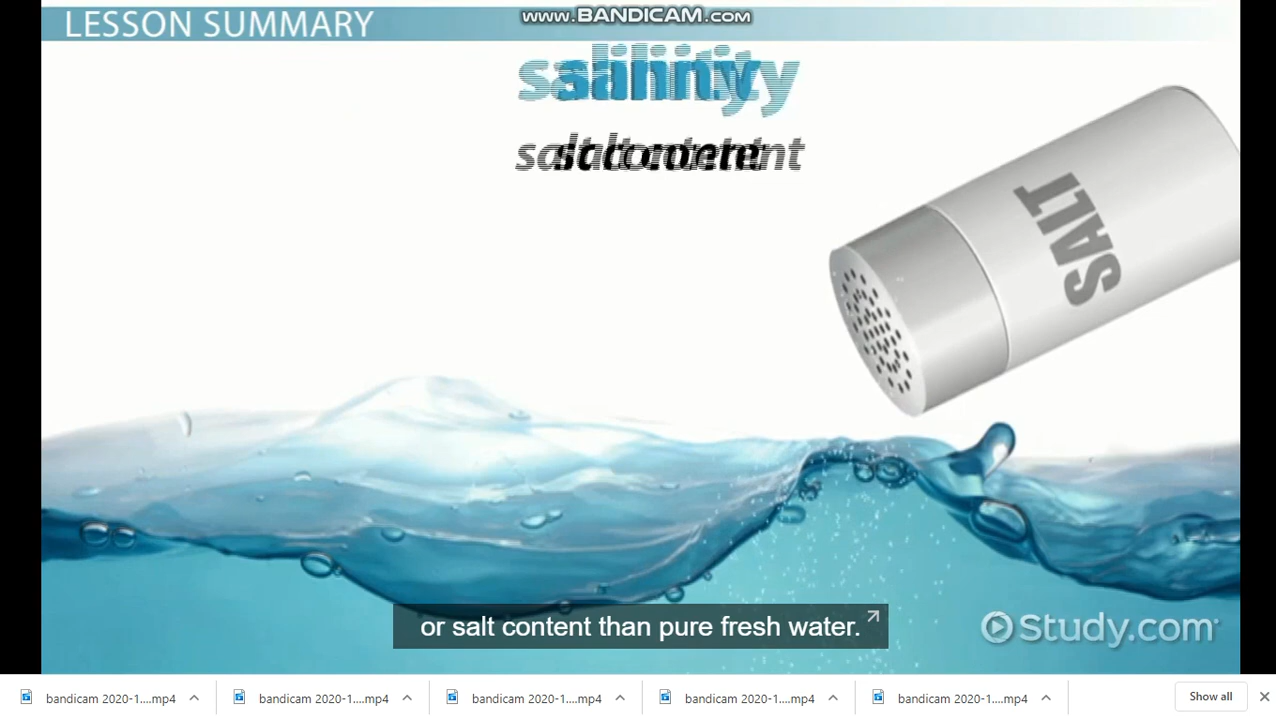 www.BANDICAM.com
LESSON SUMMARY
SALT
or salt content than pure fresh water.
Study.com
bandicam 2020-1....mp4
bandicam 2020-1....mp4
bandicam 2020-1....mp4
bandicam 2020-1....mp4
bandicam 2020-1....mp4
Show all